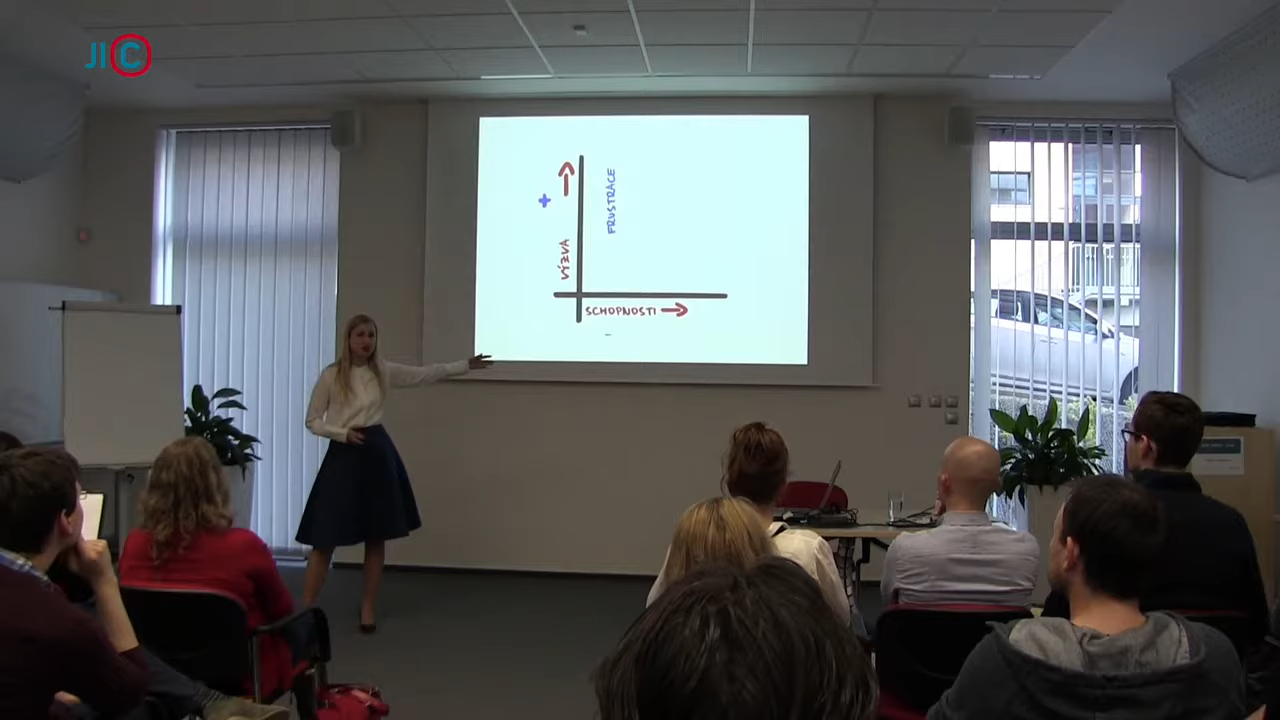 JIC
+
FRUSTRACE
VÍZVA
SCHOPNOSTI
-